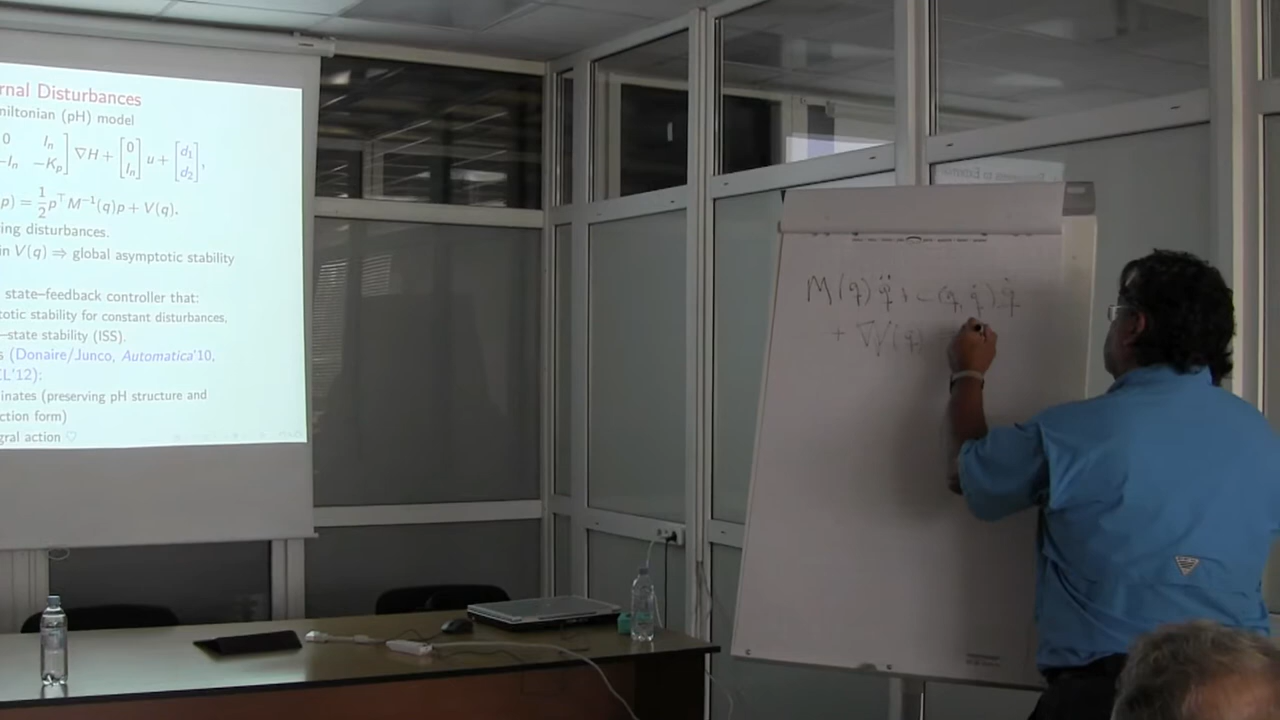 rnal Disturbances
niltonian (pH) model
0 I_n
−I_n −K_p ] ∇H + [ 0 I_n ] u + [ d_1 d_2 ],
p) = 1/2 p^⊤ M^{−1}(q)p + V(q).
ing disturbances.
in V(q) ⇒ global asymptotic stability
state–feedback controller that:
totic stability for constant disturbances,
–state stability (ISS).
s (Donaire/Junco, Automatica'10,
CL'12):
inates (preserving pH structure and
ction form)
gral action ♡
M(q) q̈ + C(q, q̇) q̇
+ ∇V(q)